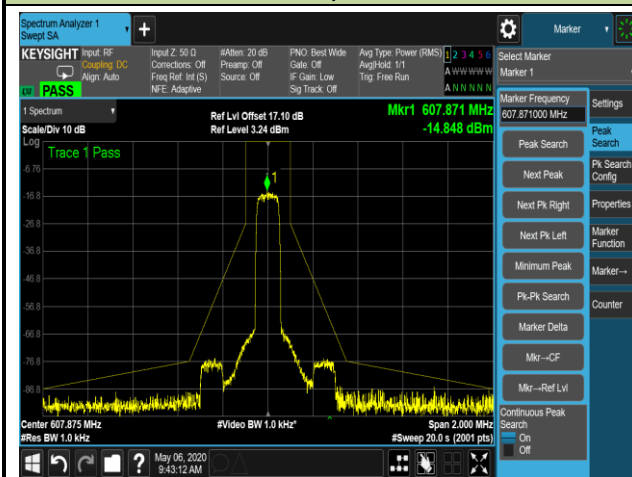 Spectrum Analyzer 1
Swept SA
Marker
KEYSIGHT
Input: RF
Coupling: DC
Align: Auto
Input Z: 50 Ω
Corrections: Off
Freq Ref: Int (S)
NFE: Adaptive
#Atten: 20 dB
Preamp: Off
Source: Off
PNO: Best Wide
Gate: Off
IF Gain: Low
Sig Track: Off
Avg Type: Power (RMS)
Avg|Hold: 1/1
Trig: Free Run
1 2 3 4 5 6
A W W W W W
A N N N N N
PASS
Select Marker
Marker 1
1 Spectrum
Scale/Div 10 dB
Log
Ref Lvl Offset 17.10 dB
Ref Level 3.24 dBm
Mkr1 607.871 MHz
-14.848 dBm
Trace 1 Pass
1
-6.76
-26.8
-36.8
-46.8
-56.8
-66.8
-76.8
-86.8
Center 607.875 MHz
#Res BW 1.0 kHz
#Video BW 1.0 kHz*
Span 2.000 MHz
#Sweep 20.0 s (2001 pts)
Marker Frequency
607.871000 MHz
Peak Search
Next Peak
Next Pk Right
Next Pk Left
Minimum Peak
Pk-Pk Search
Marker Delta
Mkr→CF
Mkr→Ref Lvl
Continuous Peak
Search
On
Off
Settings
Peak
Search
Pk Search
Config
Properties
Marker
Function
Marker→
Counter
?
May 06, 2020
9:43:12 AM